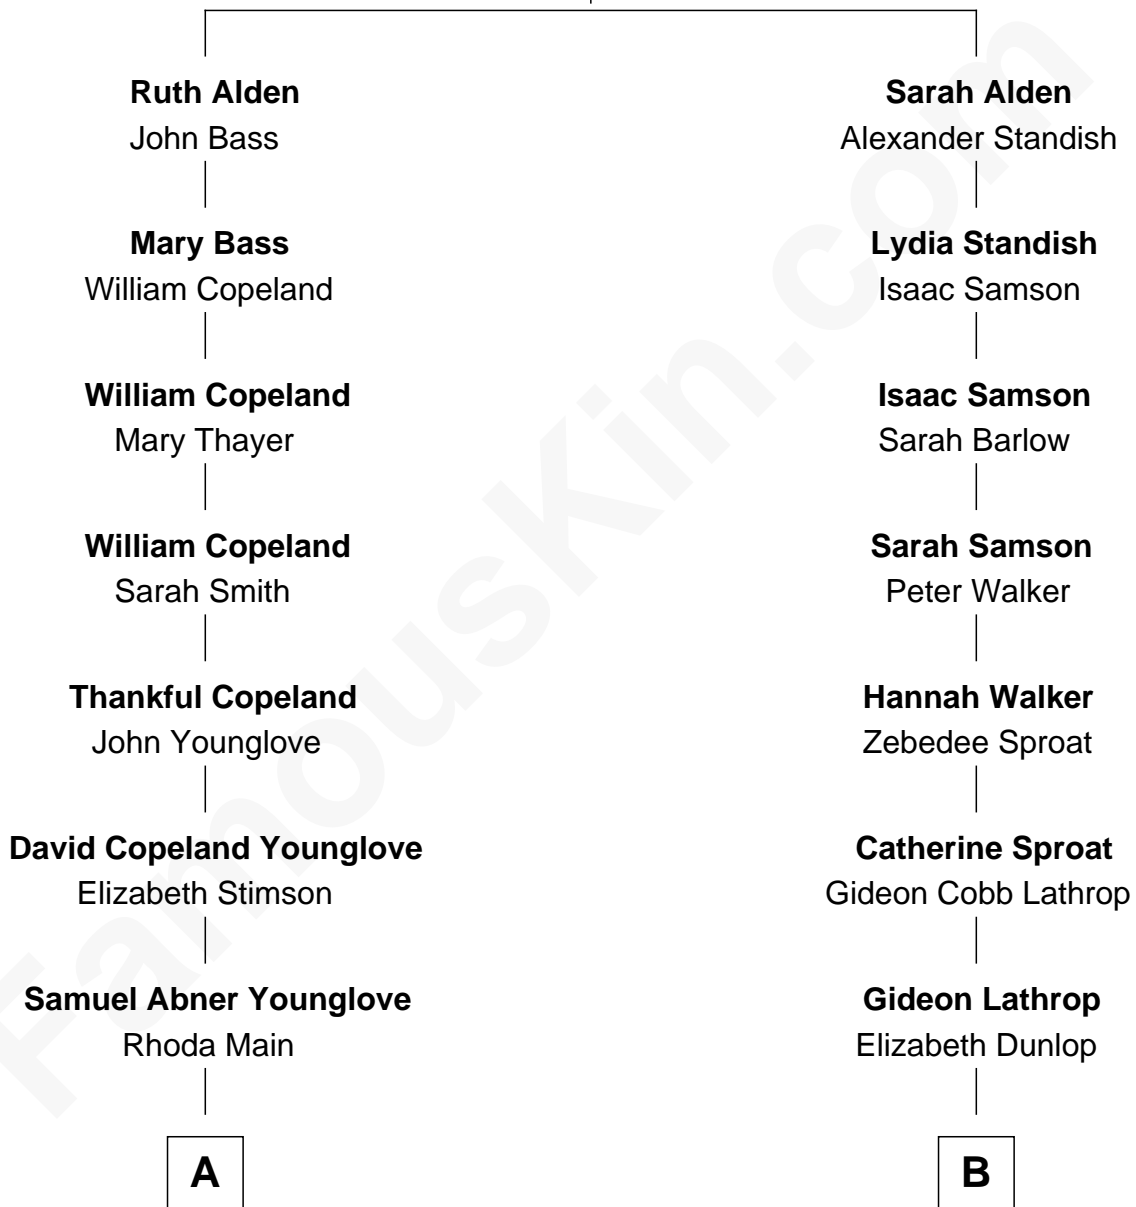 Ruth Alden
John Bass
Sarah Alden
Alexander Standish
Mary Bass
William Copeland
Lydia Standish
Isaac Samson
William Copeland
Mary Thayer
Isaac Samson
Sarah Barlow
William Copeland
Sarah Smith
Sarah Samson
Peter Walker
Thankful Copeland
John Younglove
Hannah Walker
Zebedee Sproat
David Copeland Younglove
Elizabeth Stimson
Catherine Sproat
Gideon Cobb Lathrop
Samuel Abner Younglove
Rhoda Main
Gideon Lathrop
Elizabeth Dunlop
A
B
FamousKin.com